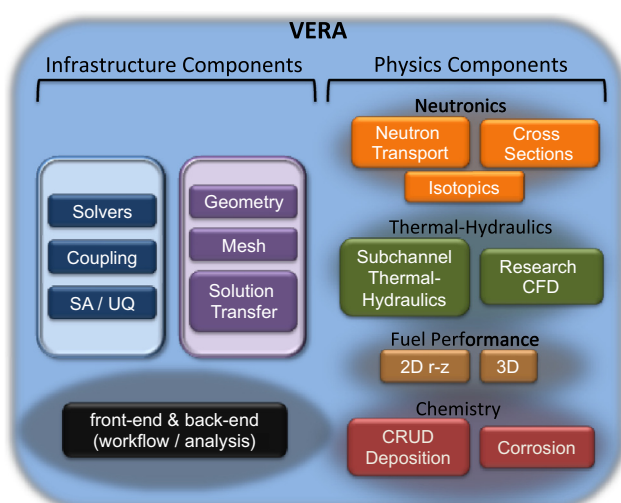 VERA
Infrastructure Components
Physics Components
Solvers
Coupling
SA / UQ
Geometry
Mesh
Solution
Transfer
front-end & back-end
(workflow / analysis)
Neutronics
Neutron
Transport
Cross
Sections
Isotopics
Thermal-Hydraulics
Subchannel
Thermal-
Hydraulics
Research
CFD
Fuel Performance
2D r-z
3D
Chemistry
CRUD
Deposition
Corrosion